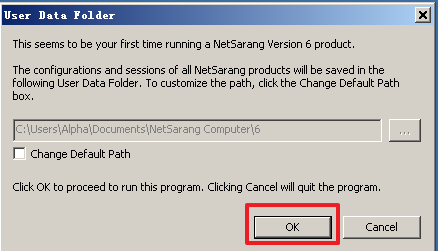 User Data Folder
This seems to be your first time running a NetSarang Version 6 product.
The configurations and sessions of all NetSarang products will be saved in the
following User Data Folder. To customize the path, click the Change Default Path
box.
C:\Users\Alpha\Documents\NetSarang Computer\6
...
Change Default Path
Click OK to proceed to run this program. Clicking Cancel will quit the program.
OK
Cancel